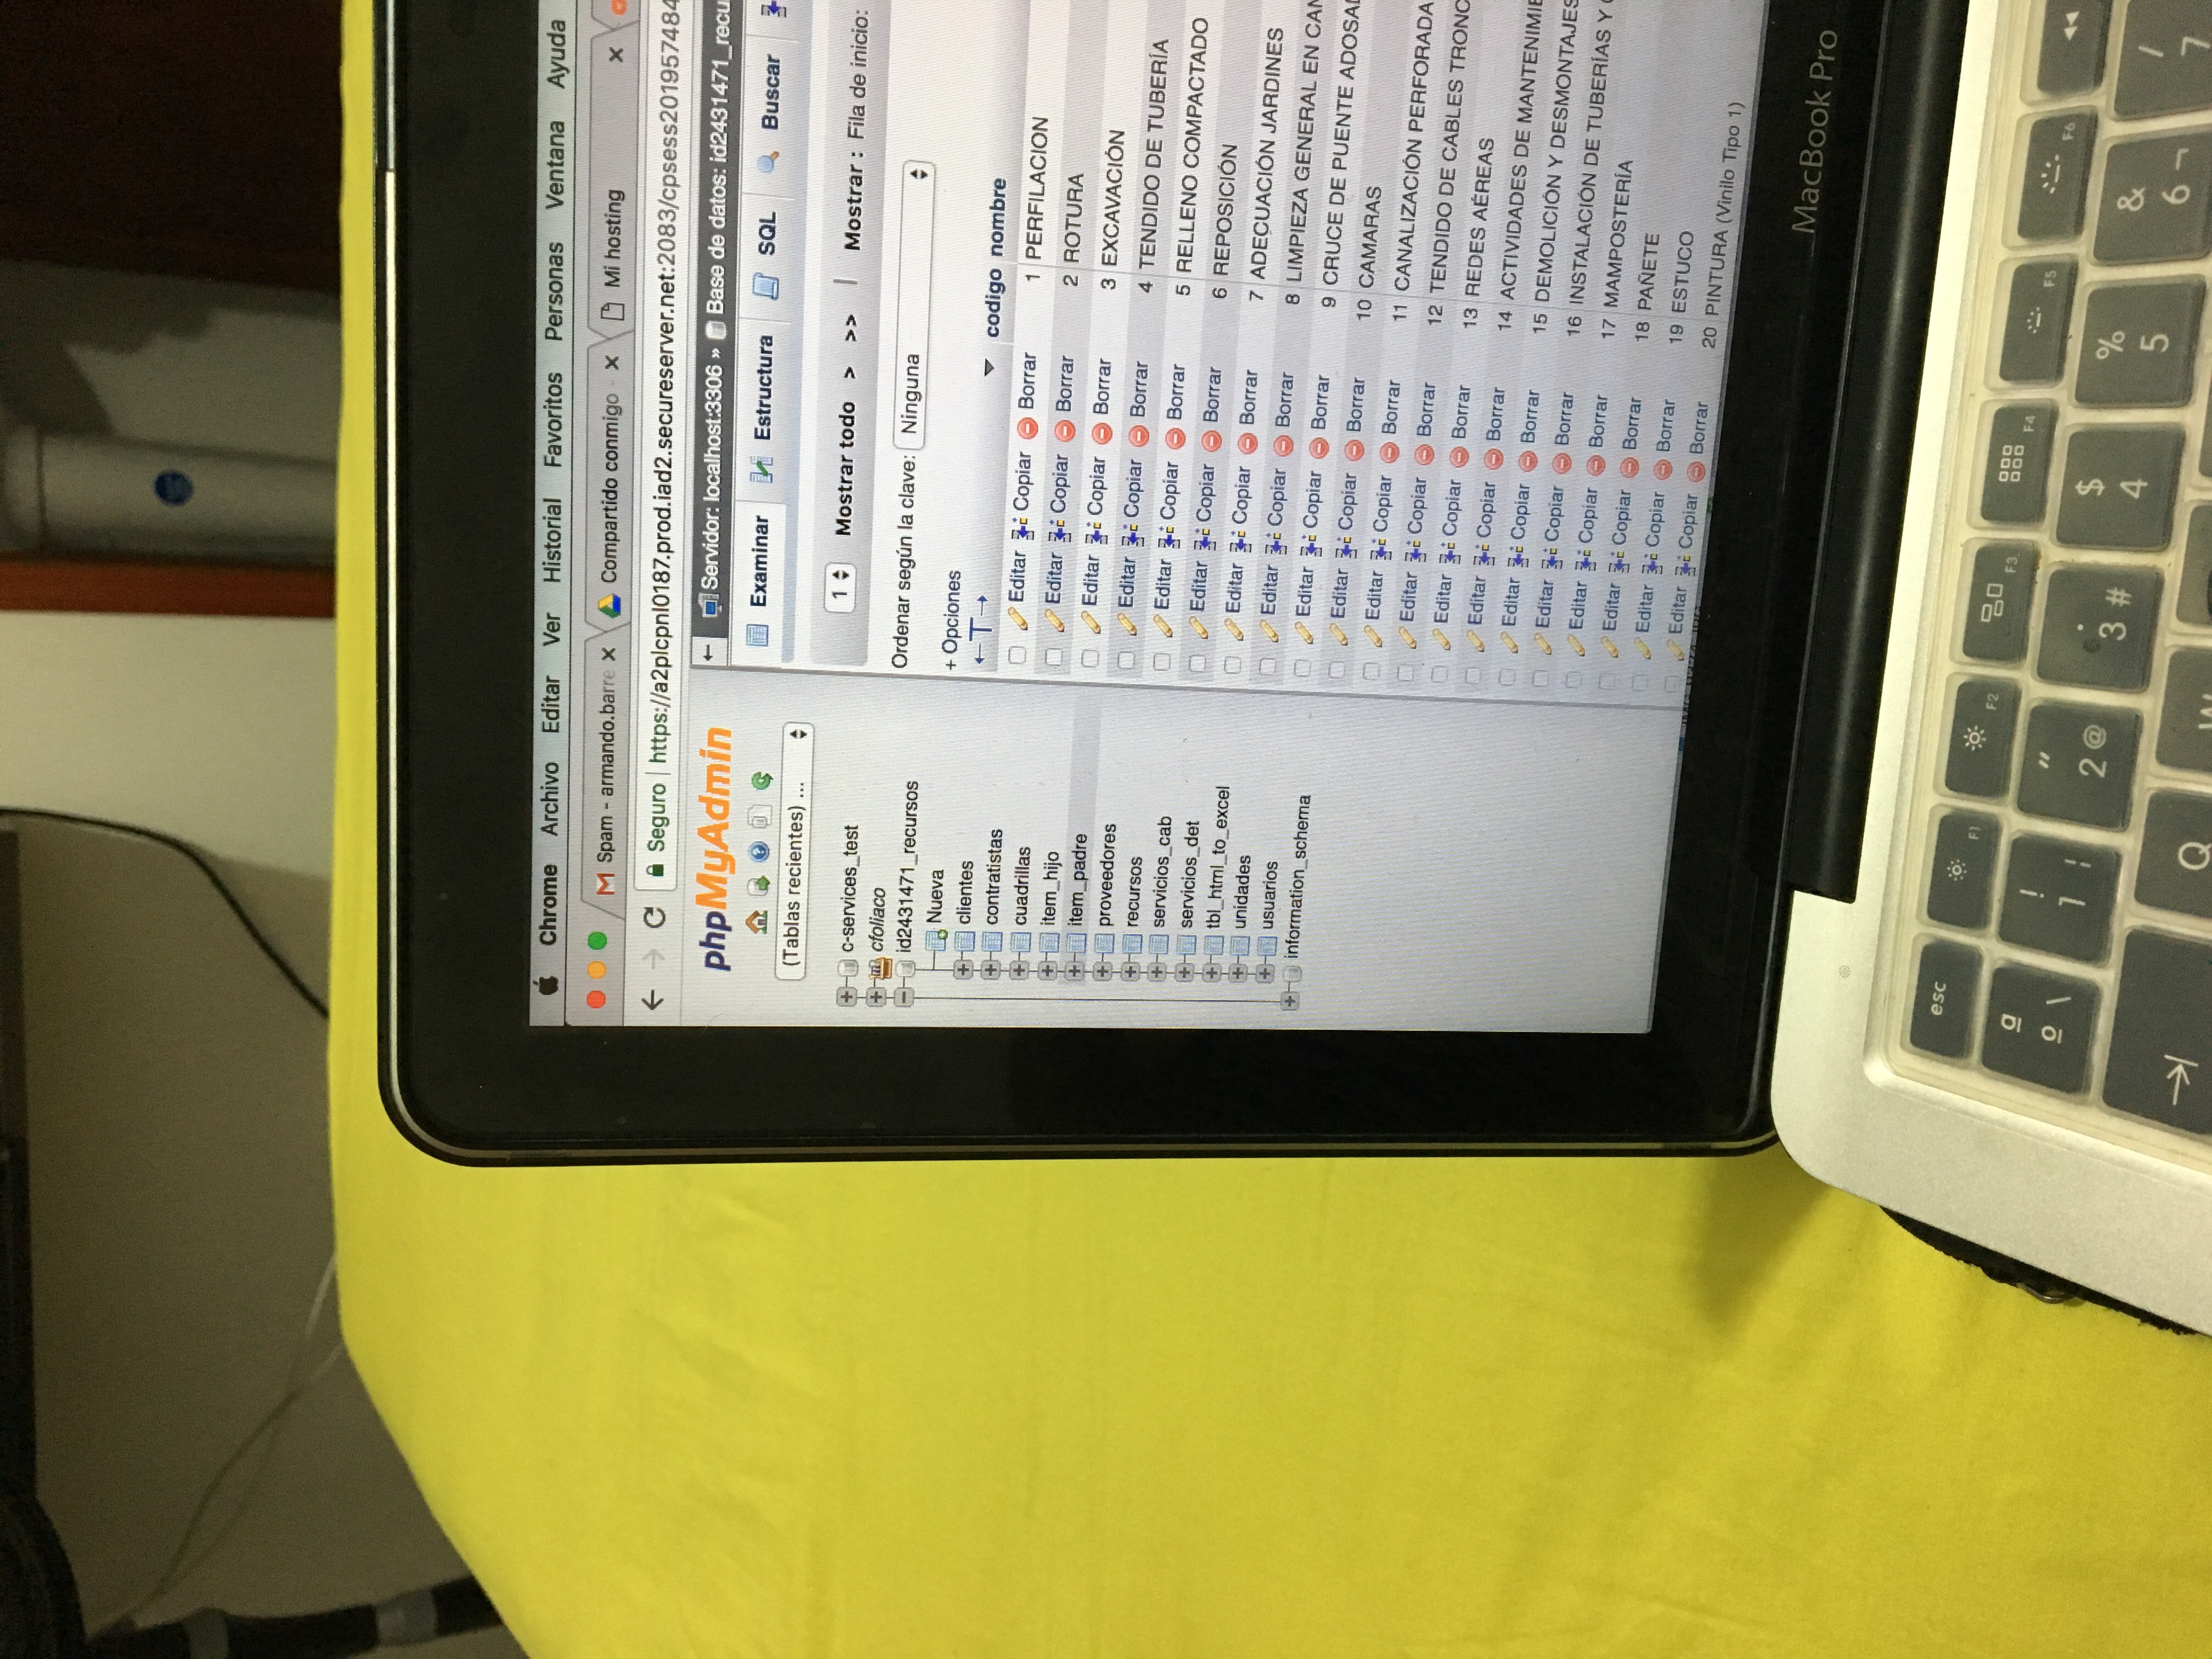 Chrome Archivo Editar Ver Historial Favoritos Personas Ventana Ayuda
Spam - armando.barre Compartido conmigo - Mi hosting
Seguro | https://a2plcpnl0187.prod.iad2.secureserver.net:2083/cpsess201957484
phpMyAdmin
(Tablas recientes) ...
c-services_test
cfoliaco
id2431471_recursos
Nueva
clientes
contratistas
cuadrillas
item_hijo
item_padre
proveedores
recursos
servicios_cab
servicios_det
tbl_html_to_excel
unidades
usuarios
information_schema
Servidor: localhost:3306 » Base de datos: id2431471_recu
Examinar Estructura SQL Buscar
1 Mostrar todo > >> | Mostrar : Fila de inicio:
Ordenar según la clave: Ninguna
+ Opciones
←T→ codigo nombre
Editar Copiar Borrar 1 PERFILACION
Editar Copiar Borrar 2 ROTURA
Editar Copiar Borrar 3 EXCAVACIÓN
Editar Copiar Borrar 4 TENDIDO DE TUBERÍA
Editar Copiar Borrar 5 RELLENO COMPACTADO
Editar Copiar Borrar 6 REPOSICIÓN
Editar Copiar Borrar 7 ADECUACIÓN JARDINES
Editar Copiar Borrar 8 LIMPIEZA GENERAL EN CAN
Editar Copiar Borrar 9 CRUCE DE PUENTE ADOSAD
Editar Copiar Borrar 10 CAMARAS
Editar Copiar Borrar 11 CANALIZACIÓN PERFORADA
Editar Copiar Borrar 12 TENDIDO DE CABLES TRONC
Editar Copiar Borrar 13 REDES AÉREAS
Editar Copiar Borrar 14 ACTIVIDADES DE MANTENIMIE
Editar Copiar Borrar 15 DEMOLICIÓN Y DESMONTAJES
Editar Copiar Borrar 16 INSTALACIÓN DE TUBERÍAS Y
Editar Copiar Borrar 17 MAMPOSTERÍA
Editar Copiar Borrar 18 PAÑETE
Editar Copiar Borrar 19 ESTUCO
Editar Copiar Borrar 20 PINTURA (Vinilo Tipo 1)
MacBook Pro
esc F1 F2 F3 F4 F5 F6
ª º \ ! 1 ¦ " 2 @ · 3 # $ 4 % 5 & 6 ¬ / 7
Q W